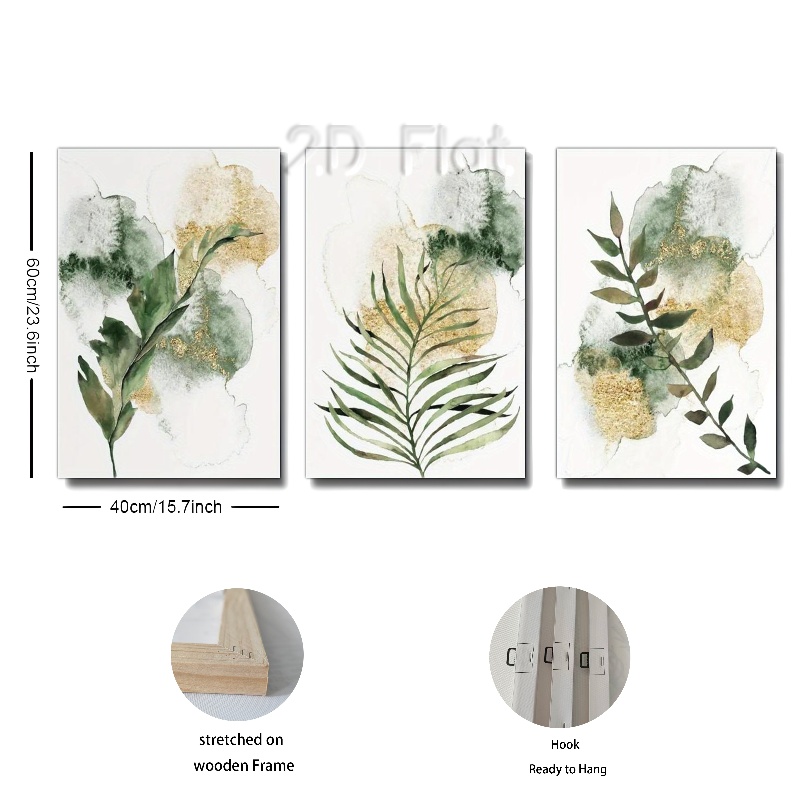 2D Flat
60cm/23.6inch
40cm/15.7inch
stretched on
wooden Frame
Hook
Ready to Hang